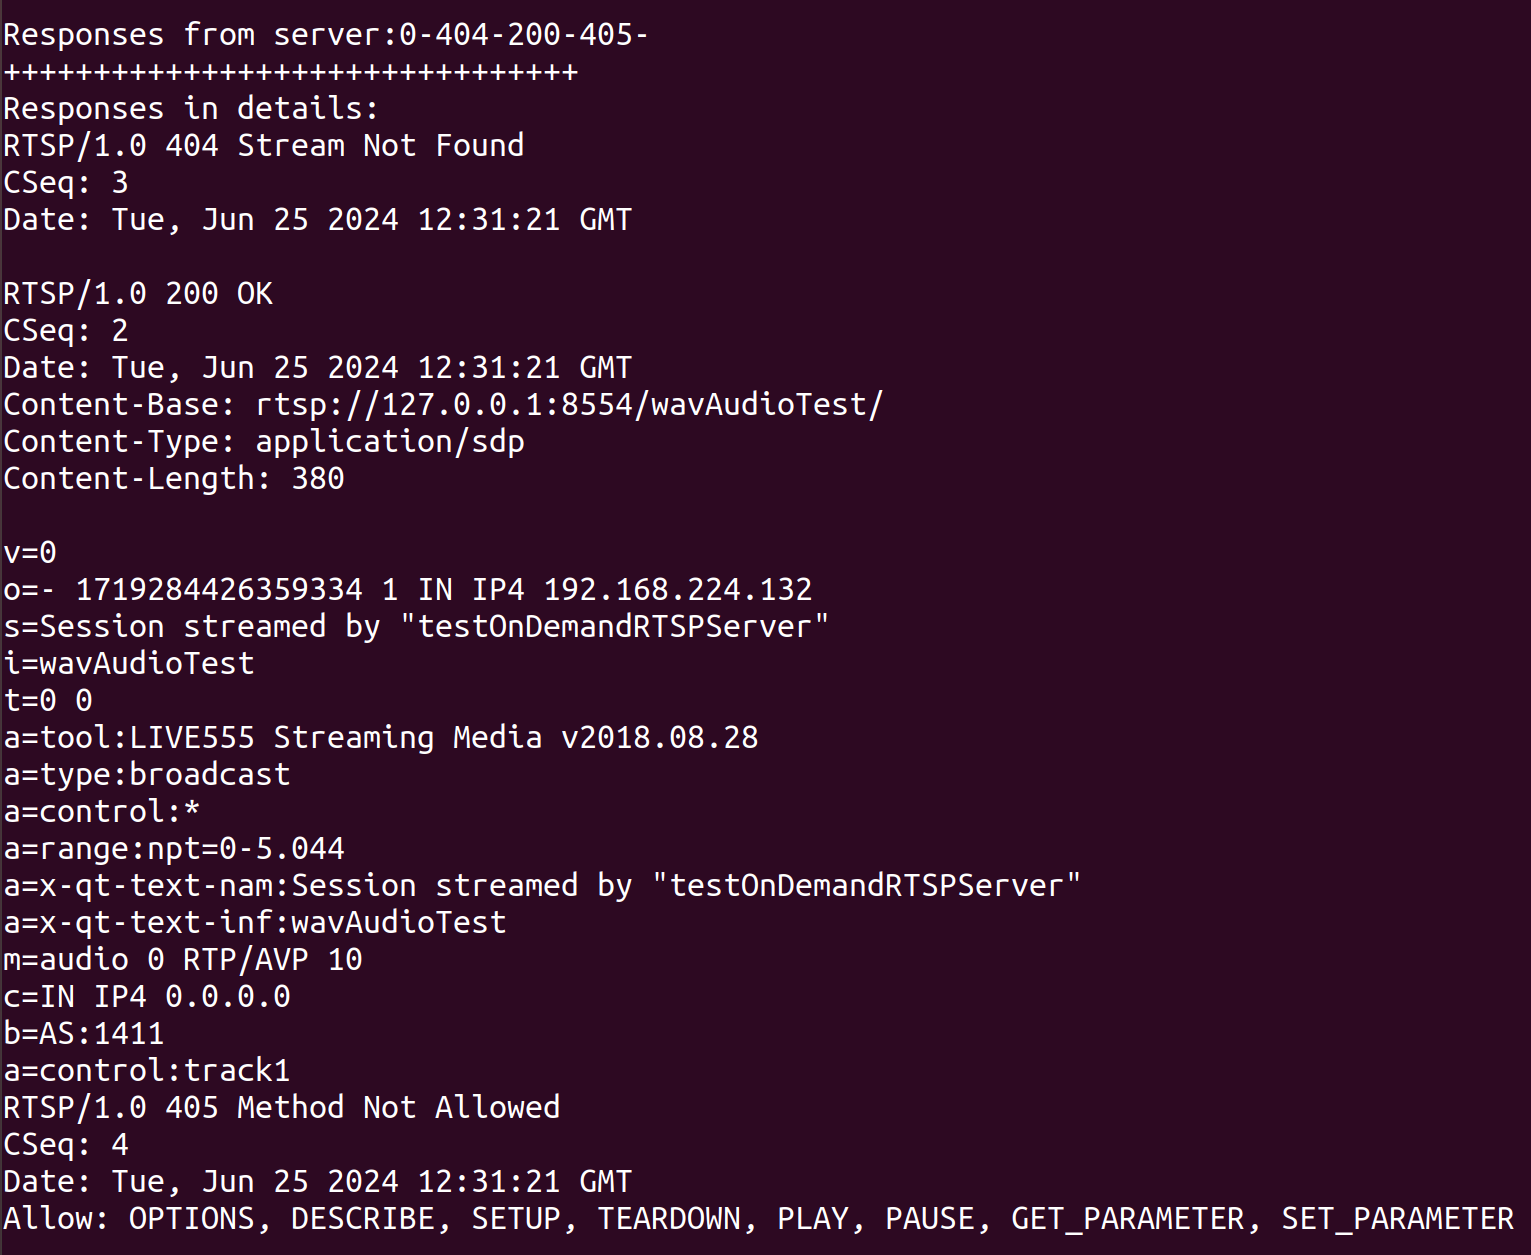 Responses from server:0-404-200-405-
++++++++++++++++++++++++++++++++
Responses in details:
RTSP/1.0 404 Stream Not Found
CSeq: 3
Date: Tue, Jun 25 2024 12:31:21 GMT
RTSP/1.0 200 OK
CSeq: 2
Date: Tue, Jun 25 2024 12:31:21 GMT
Content-Base: rtsp://127.0.0.1:8554/wavAudioTest/
Content-Type: application/sdp
Content-Length: 380
v=0
o=- 1719284426359334 1 IN IP4 192.168.224.132
s=Session streamed by "testOnDemandRTSPServer"
i=wavAudioTest
t=0 0
a=tool:LIVE555 Streaming Media v2018.08.28
a=type:broadcast
a=control:*
a=range:npt=0-5.044
a=x-qt-text-nam:Session streamed by "testOnDemandRTSPServer"
a=x-qt-text-inf:wavAudioTest
m=audio 0 RTP/AVP 10
c=IN IP4 0.0.0.0
b=AS:1411
a=control:track1
RTSP/1.0 405 Method Not Allowed
CSeq: 4
Date: Tue, Jun 25 2024 12:31:21 GMT
Allow: OPTIONS, DESCRIBE, SETUP, TEARDOWN, PLAY, PAUSE, GET_PARAMETER, SET_PARAMETER